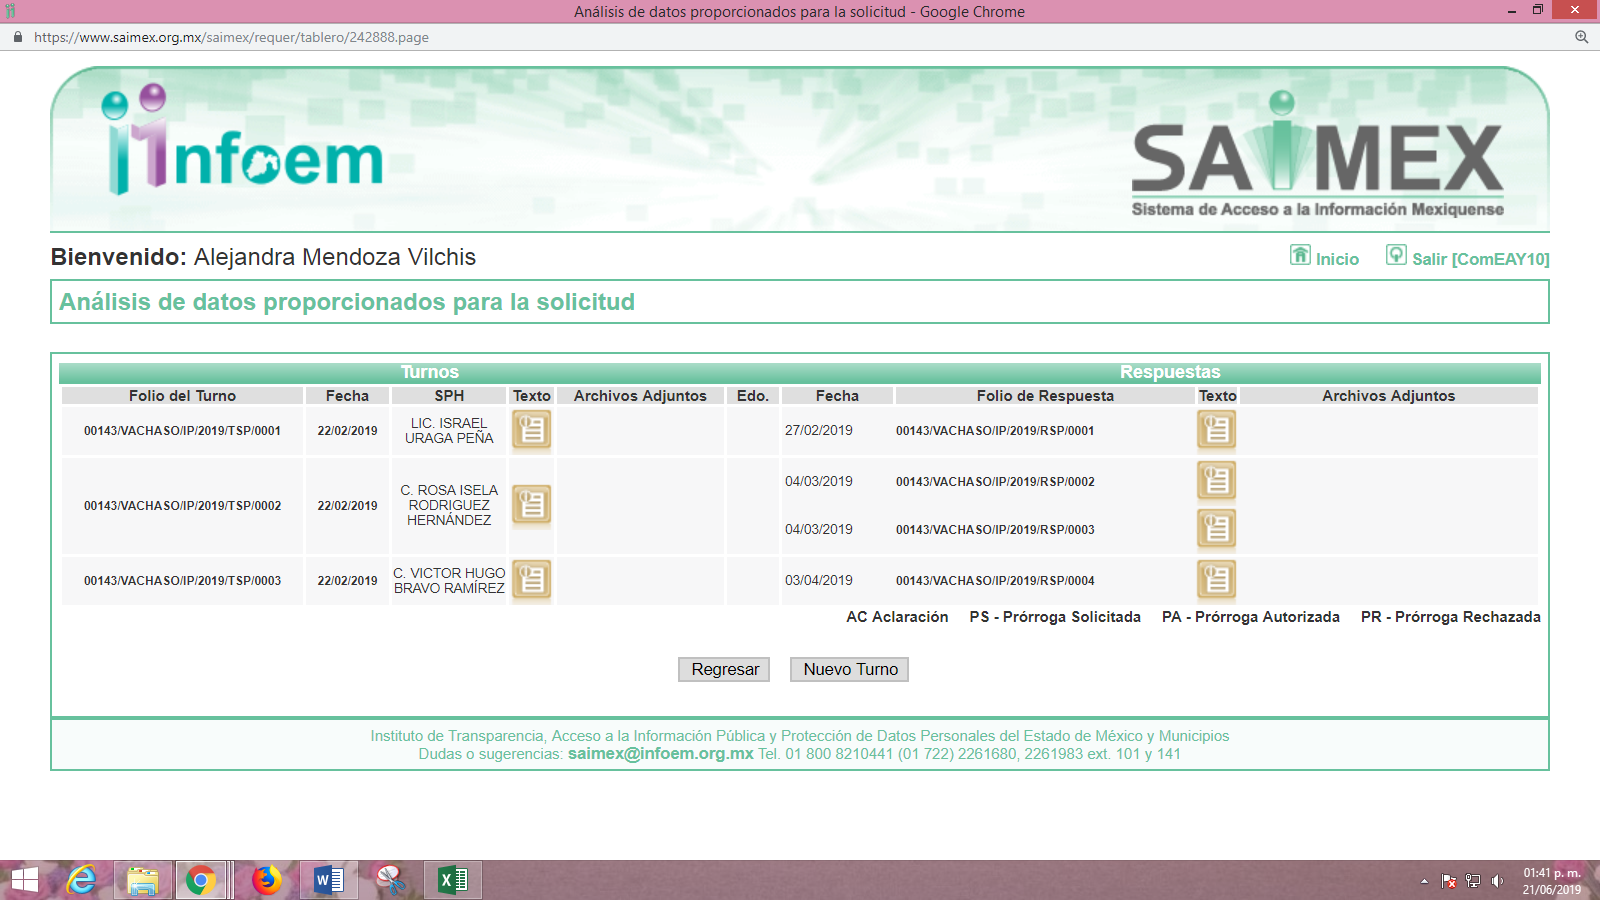 Análisis de datos proporcionados para la solicitud - Google Chrome
https://www.saimex.org.mx/saimex/requer/tablero/242888.page
infoem
SAiMEX
Sistema de Acceso a la Información Mexiquense
Bienvenido: Alejandra Mendoza Vilchis
Inicio Salir [ComEAY10]
Análisis de datos proporcionados para la solicitud
Turnos Respuestas
Folio del Turno Fecha SPH Texto Archivos Adjuntos Edo. Fecha Folio de Respuesta Texto Archivos Adjuntos
00143/VACHASO/IP/2019/TSP/0001 22/02/2019 LIC. ISRAEL URAGA PEÑA 27/02/2019 00143/VACHASO/IP/2019/RSP/0001
00143/VACHASO/IP/2019/TSP/0002 22/02/2019 C. ROSA ISELA RODRIGUEZ HERNÁNDEZ 04/03/2019 00143/VACHASO/IP/2019/RSP/0002
04/03/2019 00143/VACHASO/IP/2019/RSP/0003
00143/VACHASO/IP/2019/TSP/0003 22/02/2019 C. VICTOR HUGO BRAVO RAMÍREZ 03/04/2019 00143/VACHASO/IP/2019/RSP/0004
AC Aclaración PS - Prórroga Solicitada PA - Prórroga Autorizada PR - Prórroga Rechazada
Regresar Nuevo Turno
Instituto de Transparencia, Acceso a la Información Pública y Protección de Datos Personales del Estado de México y Municipios
Dudas o sugerencias: saimex@infoem.org.mx Tel. 01 800 8210441 (01 722) 2261680, 2261983 ext. 101 y 141
01:41 p. m.
21/06/2019